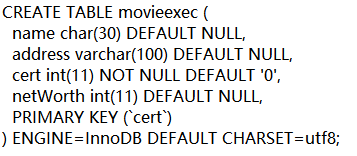 CREATE TABLE movieexec (
name char(30) DEFAULT NULL,
address varchar(100) DEFAULT NULL,
cert int(11) NOT NULL DEFAULT '0',
netWorth int(11) DEFAULT NULL,
PRIMARY KEY (`cert`)
) ENGINE=InnoDB DEFAULT CHARSET=utf8;